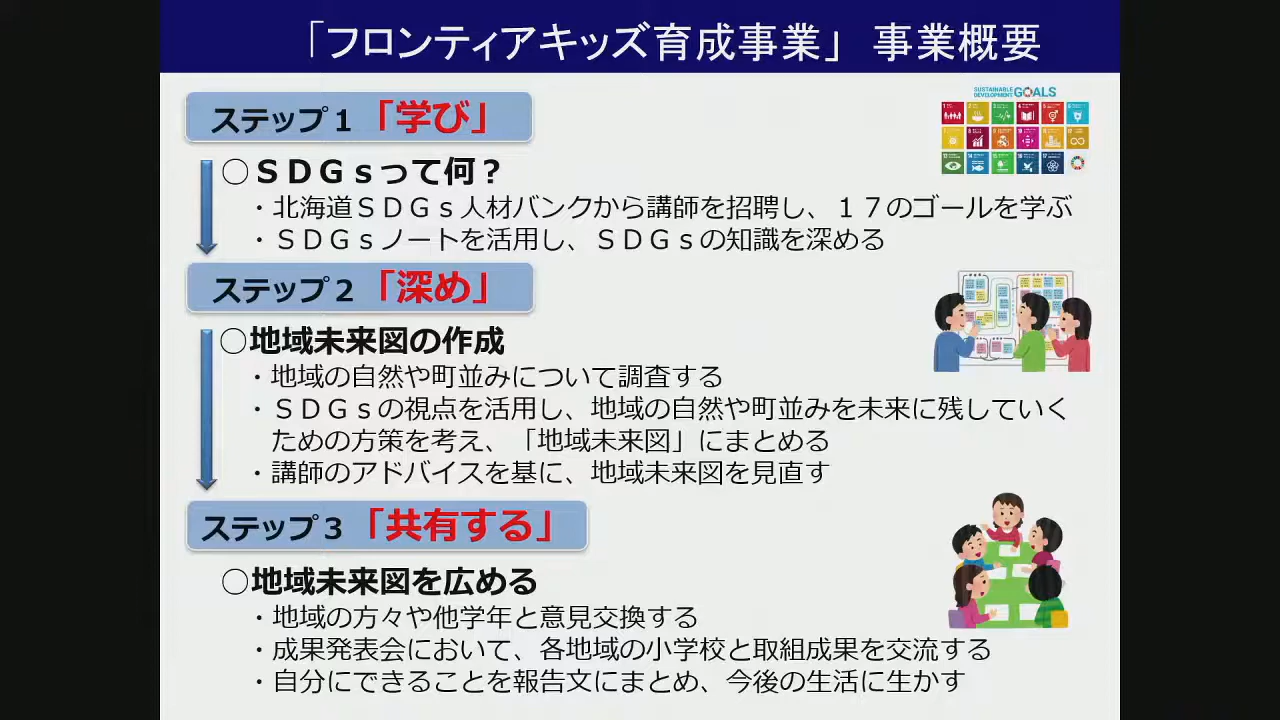 「フロンティアキッズ育成事業」 事業概要
ステップ1「学び」
SUSTAINABLE DEVELOPMENT GOALS
○ＳＤＧｓって何？
・北海道ＳＤＧｓ人材バンクから講師を招聘し、１７のゴールを学ぶ
・ＳＤＧｓノートを活用し、ＳＤＧｓの知識を深める
ステップ2「深め」
○地域未来図の作成
・地域の自然や町並みについて調査する
・ＳＤＧｓの視点を活用し、地域の自然や町並みを未来に残していく
ための方策を考え、「地域未来図」にまとめる
・講師のアドバイスを基に、地域未来図を見直す
ステップ3「共有する」
○地域未来図を広める
・地域の方々や他学年と意見交換する
・成果発表会において、各地域の小学校と取組成果を交流する
・自分にできることを報告文にまとめ、今後の生活に生かす